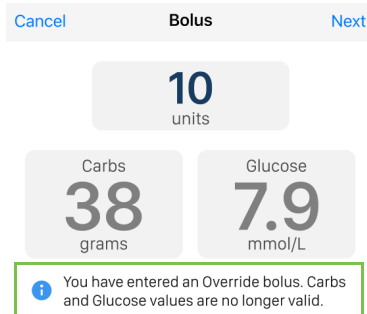 Cancel Bolus Next
10
units
Carbs Glucose
38 7.9
grams mmol/L
You have entered an Override bolus. Carbs
and Glucose values are no longer valid.